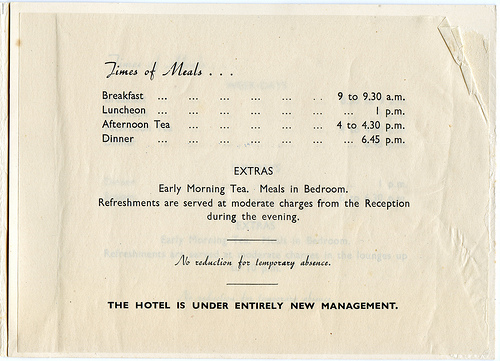 Times of Meals . . .
Breakfast ... ... ... ... ... .. 9 to 9.30 a.m.
Luncheon ... ... ... ... ... ... 1 p.m.
Afternoon Tea ... ... ... ... ... 4 to 4.30 p.m.
Dinner ... ... ... ... ... ... 6.45 p.m.
EXTRAS
Early Morning Tea. Meals in Bedroom.
Refreshments are served at moderate charges from the Reception
during the evening.
No reduction for temporary absence.
THE HOTEL IS UNDER ENTIRELY NEW MANAGEMENT.